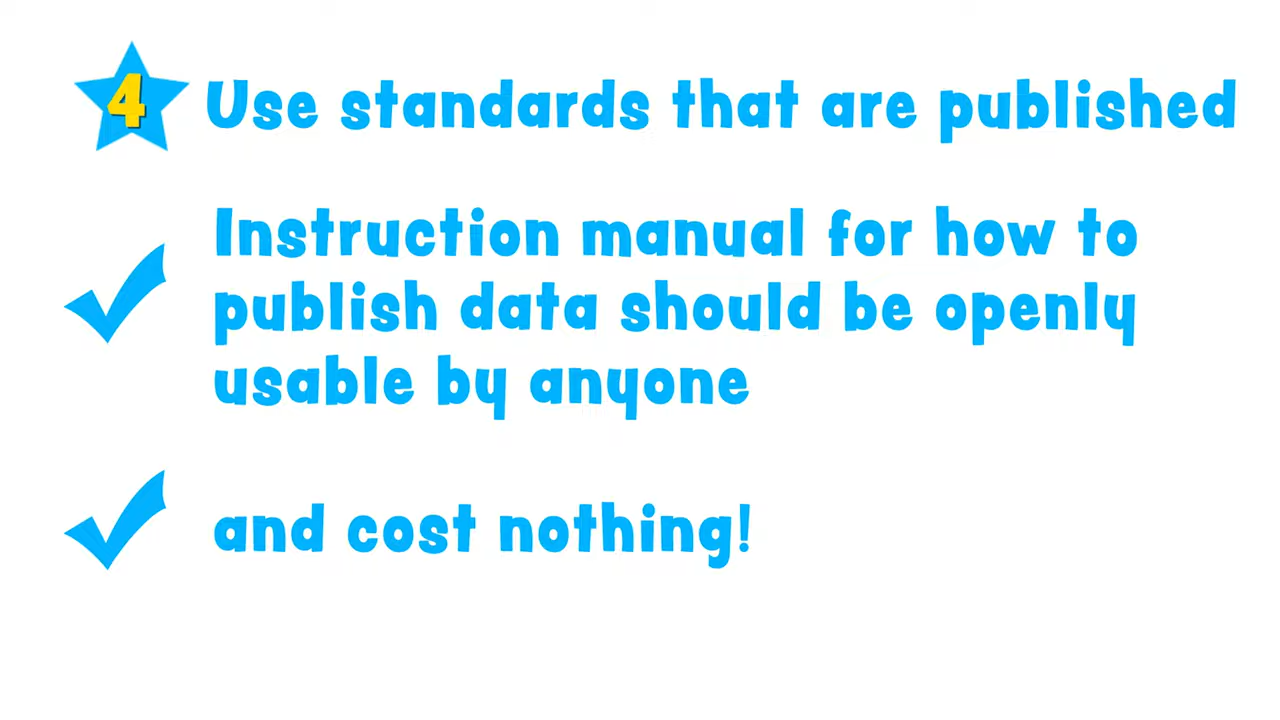 4 Use standards that are published
Instruction manual for how to
publish data should be openly
usable by anyone
and cost nothing!